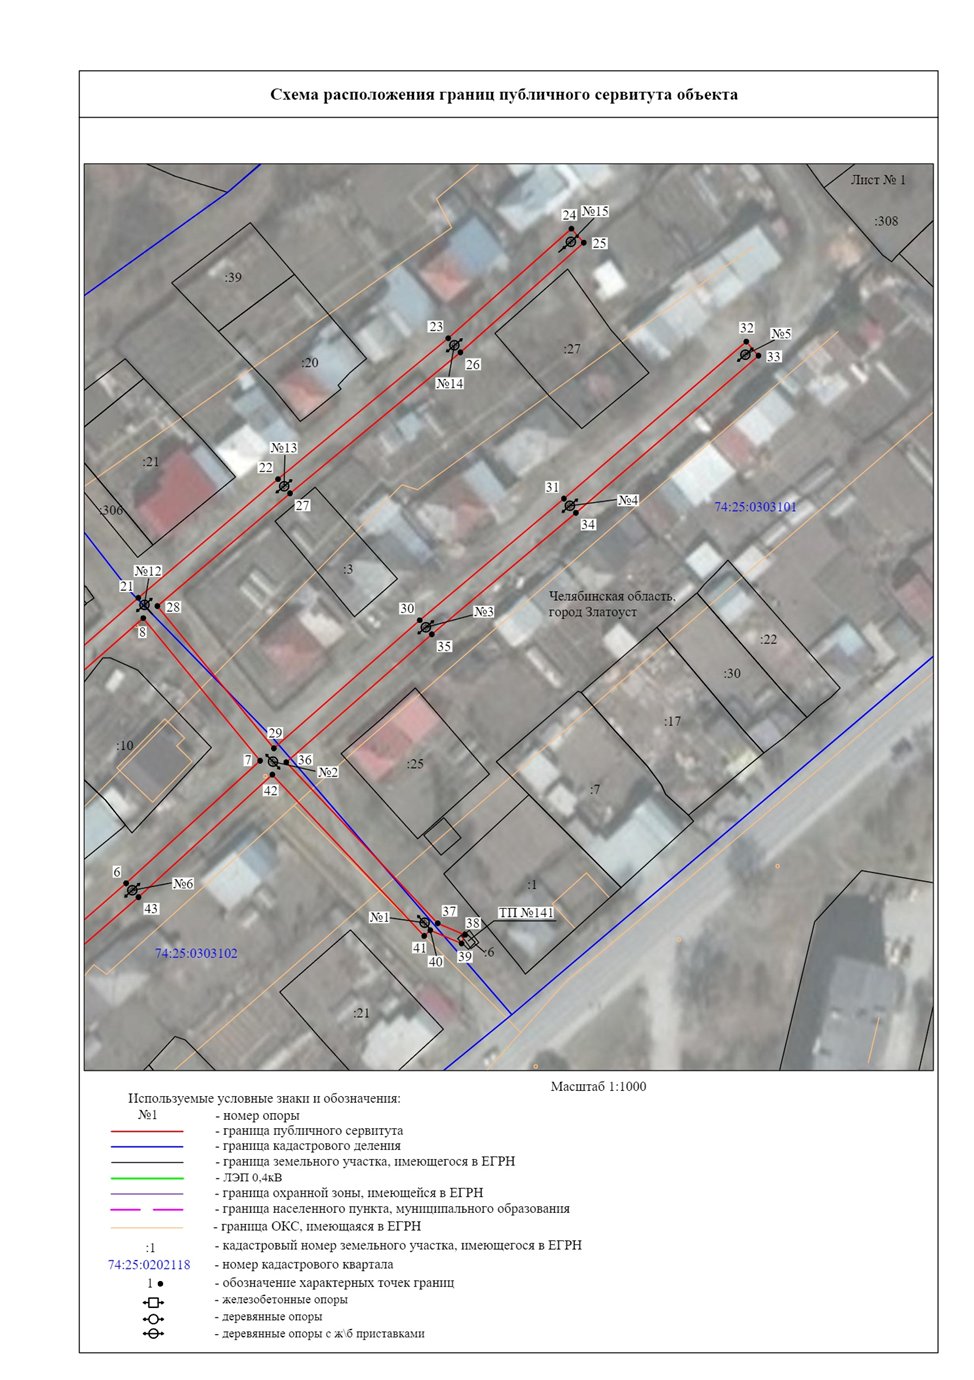 Схема расположения границ публичного сервитута объекта
Лист № 1
24
№15
:308
25
:39
23
32
№5
:27
33
:20
26
№14
№13
:21
22
31
№4
27
74:25:0303101
:306
34
:3
№12
21
Челябинская область,
28
30
№3
город Златоуст
8
:22
35
:30
:17
29
:10
7
36
:25
№2
42
:7
6
№6
:1
43
№1
37
ТП №141
38
41
74:25:0303102
40
39
:6
:21
Масштаб 1:1000
Используемые условные знаки и обозначения:
№1 - номер опоры
- граница публичного сервитута
- граница кадастрового деления
- граница земельного участка, имеющегося в ЕГРН
- ЛЭП 0,4кВ
- граница охранной зоны, имейщейся в ЕГРН
- граница населенного пункта, муниципального образования
- граница ОКС, имеющаяся в ЕГРН
:1 - кадастровый номер земельного участка, имеющегося в ЕГРН
74:25:0202118 - номер кадастрового квартала
1 - обозначение характерных точек границ
- железобетонные опоры
- деревянные опоры
- деревянные опоры с ж\б приставками